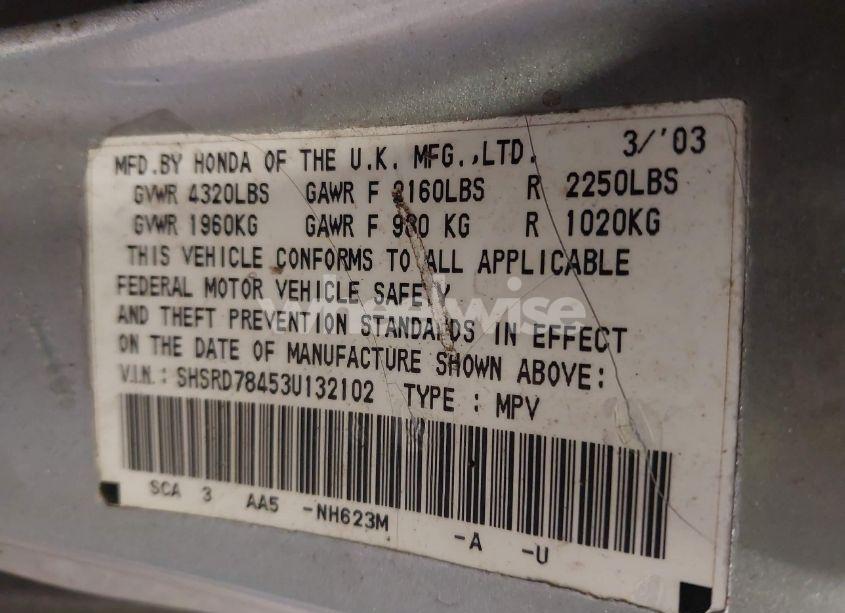 MFD.BY HONDA OF THE U.K. MFG.,LTD. 3/'03
GVWR 4320LBS GAWR F 2160LBS R 2250LBS
GVWR 1960KG GAWR F 980 KG R 1020KG
THIS VEHICLE CONFORMS TO ALL APPLICABLE
FEDERAL MOTOR VEHICLE SAFETY
AND THEFT PREVENTION STANDARDS IN EFFECT
ON THE DATE OF MANUFACTURE SHOWN ABOVE:
V.I.N.: SHSRD78453U132102 TYPE : MPV
SCA 3 AA5 -NH623M -A -U
wheelwise